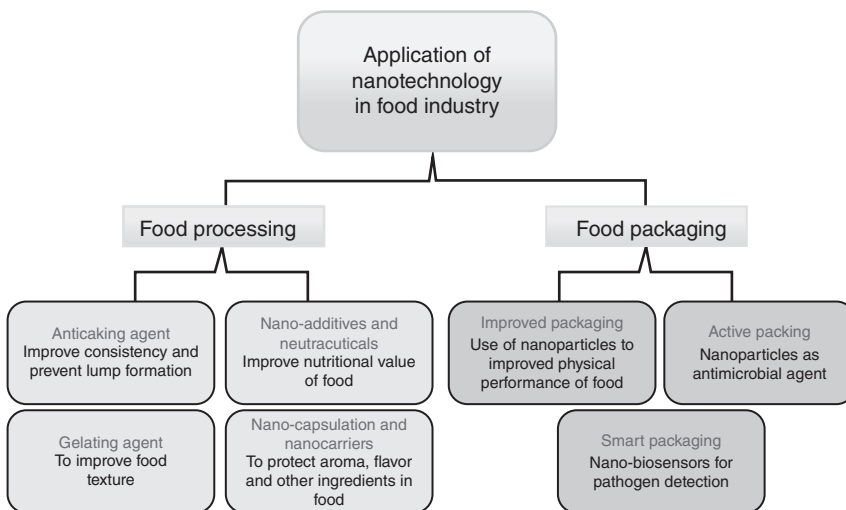 Application of
nanotechnology
in food industry
Food processing
Food packaging
Anticaking agent
Improve consistency and
prevent lump formation
Nano-additives and
neutracuticals
Improve nutritional value
of food
Improved packaging
Use of nanoparticles to
improved physical
performance of food
Active packing
Nanoparticles as
antimicrobial agent
Gelating agent
To improve food
texture
Nano-capsulation and
nanocarriers
To protect aroma, flavor
and other ingredients in
food
Smart packaging
Nano-biosensors for
pathogen detection